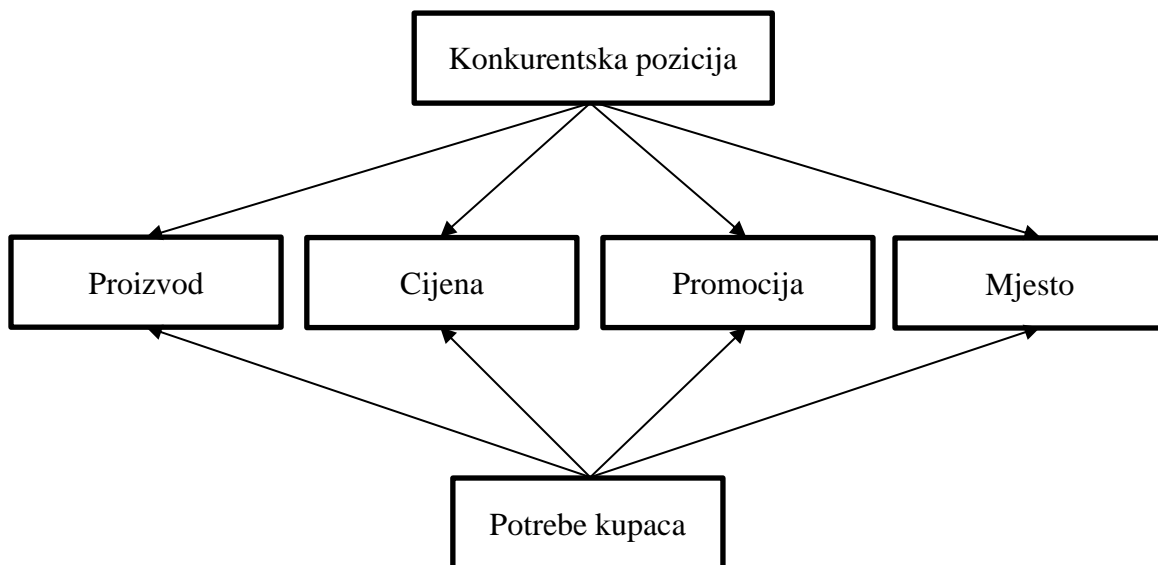 Konkurentska pozicija
Proizvod
Cijena
Promocija
Mjesto
Potrebe kupaca